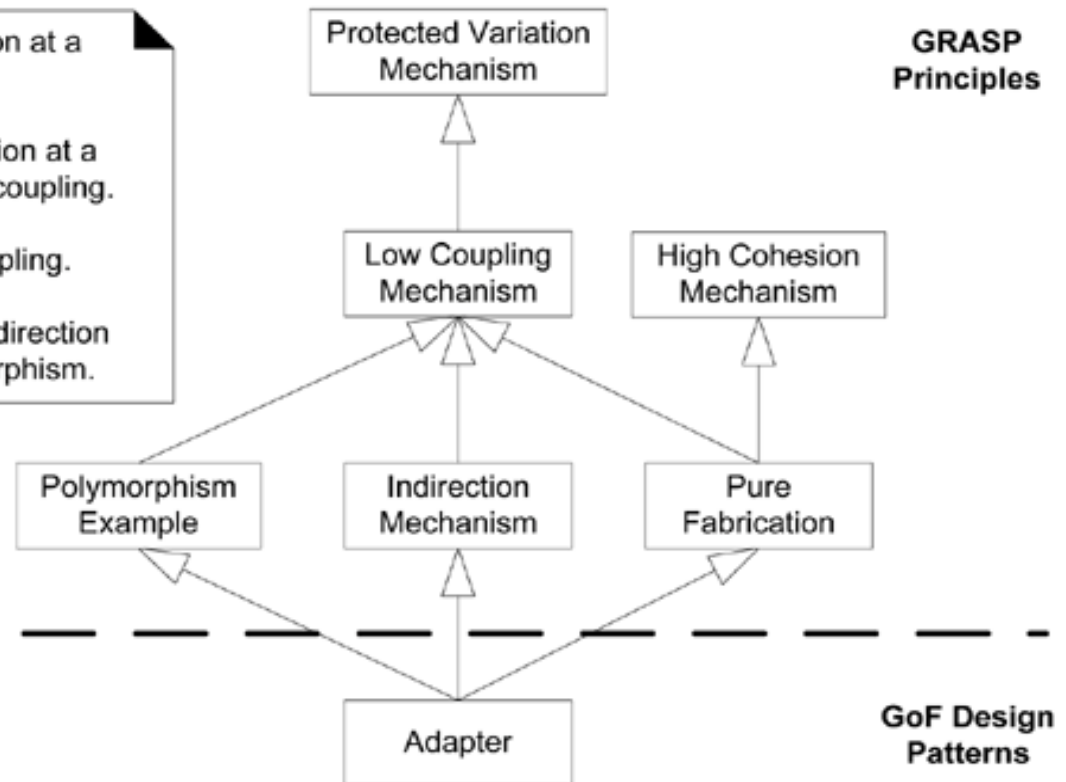 on at a
ion at a
coupling.
pling.
direction
rphism.
Protected Variation
Mechanism
GRASP
Principles
Low Coupling
Mechanism
High Cohesion
Mechanism
Polymorphism
Example
Indirection
Mechanism
Pure
Fabrication
Adapter
GoF Design
Patterns